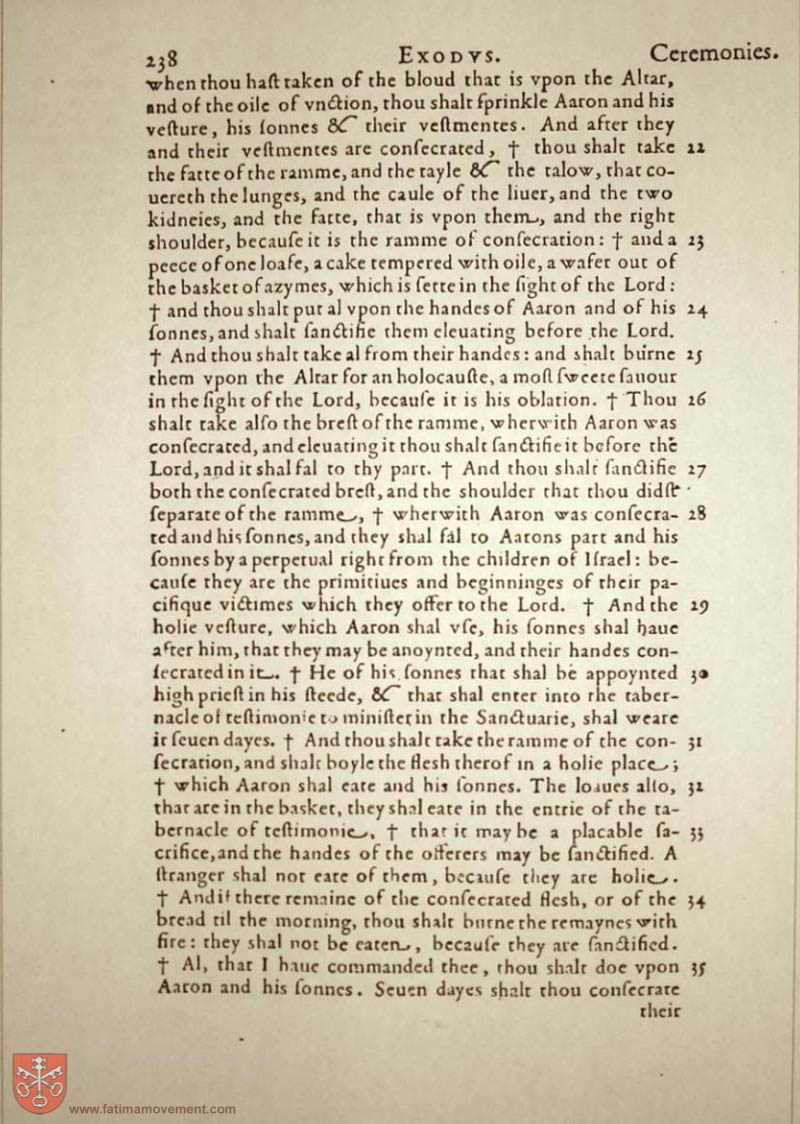 238 EXODVS. Ceremonies.
when thou haſt taken of the bloud that is vpon the Altar,
and of the oile of vnction, thou shalt ſprinkle Aaron and his
veſture, his ſonnes & their veſtmentes. And after they
and their veſtmentes are conſecrated, † thou shalt take 22
the fatte of the ramme, and the tayle & the talow, that co-
uereth the lunges, and the caule of the liuer, and the two
kidneies, and the fatte, that is vpon them, and the right
shoulder, becauſe it is the ramme of conſecration: † and a 23
peece of one loafe, a cake tempered with oile, a wafer out of
the basket of azymes, which is ſette in the ſight of the Lord:
† and thou shalt put al vpon the handes of Aaron and of his 24
ſonnes, and shalt ſanctifie them eleuating before the Lord.
† And thou shalt take al from their handes: and shalt burne 25
them vpon the Altar for an holocauſte, a moſt ſweete ſauour
in the ſight of the Lord, becauſe it is his oblation. † Thou 26
shalt take alſo the breſt of the ramme, wherwith Aaron was
conſecrated, and eleuating it thou shalt ſanctifie it before the
Lord, and it shal fal to thy part. † And thou shalt ſanctifie 27
both the conſecrated breſt, and the shoulder that thou didſt
ſeparate of the ramme, † wherwith Aaron was conſecra- 28
ted and his ſonnes, and they shal fal to Aarons part and his
ſonnes by a perpetual right from the children of Iſrael: be-
cauſe they are the primitiues and beginninges of their pa-
cifique victimes which they offer to the Lord. † And the 29
holie veſture, which Aaron shal vſe, his ſonnes shal haue
after him, that they may be anoynted, and their handes con-
ſecrated in it. † He of his ſonnes that shal be appoynted 30
high prieſt in his ſteede, & that shal enter into the taber-
nacle of teſtimonie to miniſter in the Sanctuarie, shal weare
it ſeuen dayes. † And thou shalt take the ramme of the con- 31
ſecration, and shalt boyle the flesh therof in a holie place;
† which Aaron shal eate and his ſonnes. The loaues alſo, 32
that are in the basket, they shal eate in the entrie of the ta-
bernacle of teſtimonie, † that it may be a placable ſa- 33
crifice, and the handes of the offerers may be ſanctified. A
ſtranger shal not eate of them, becauſe they are holie.
† And if there remaine of the conſecrated flesh, or of the 34
bread til the morning, thou shalt burne the remaynes with
fire: they shal not be eaten, becauſe they are ſanctified.
† Al, that I haue commanded thee, thou shalt doe vpon 35
Aaron and his ſonnes. Seuen dayes shalt thou conſecrate
their
www.fatimamovement.com